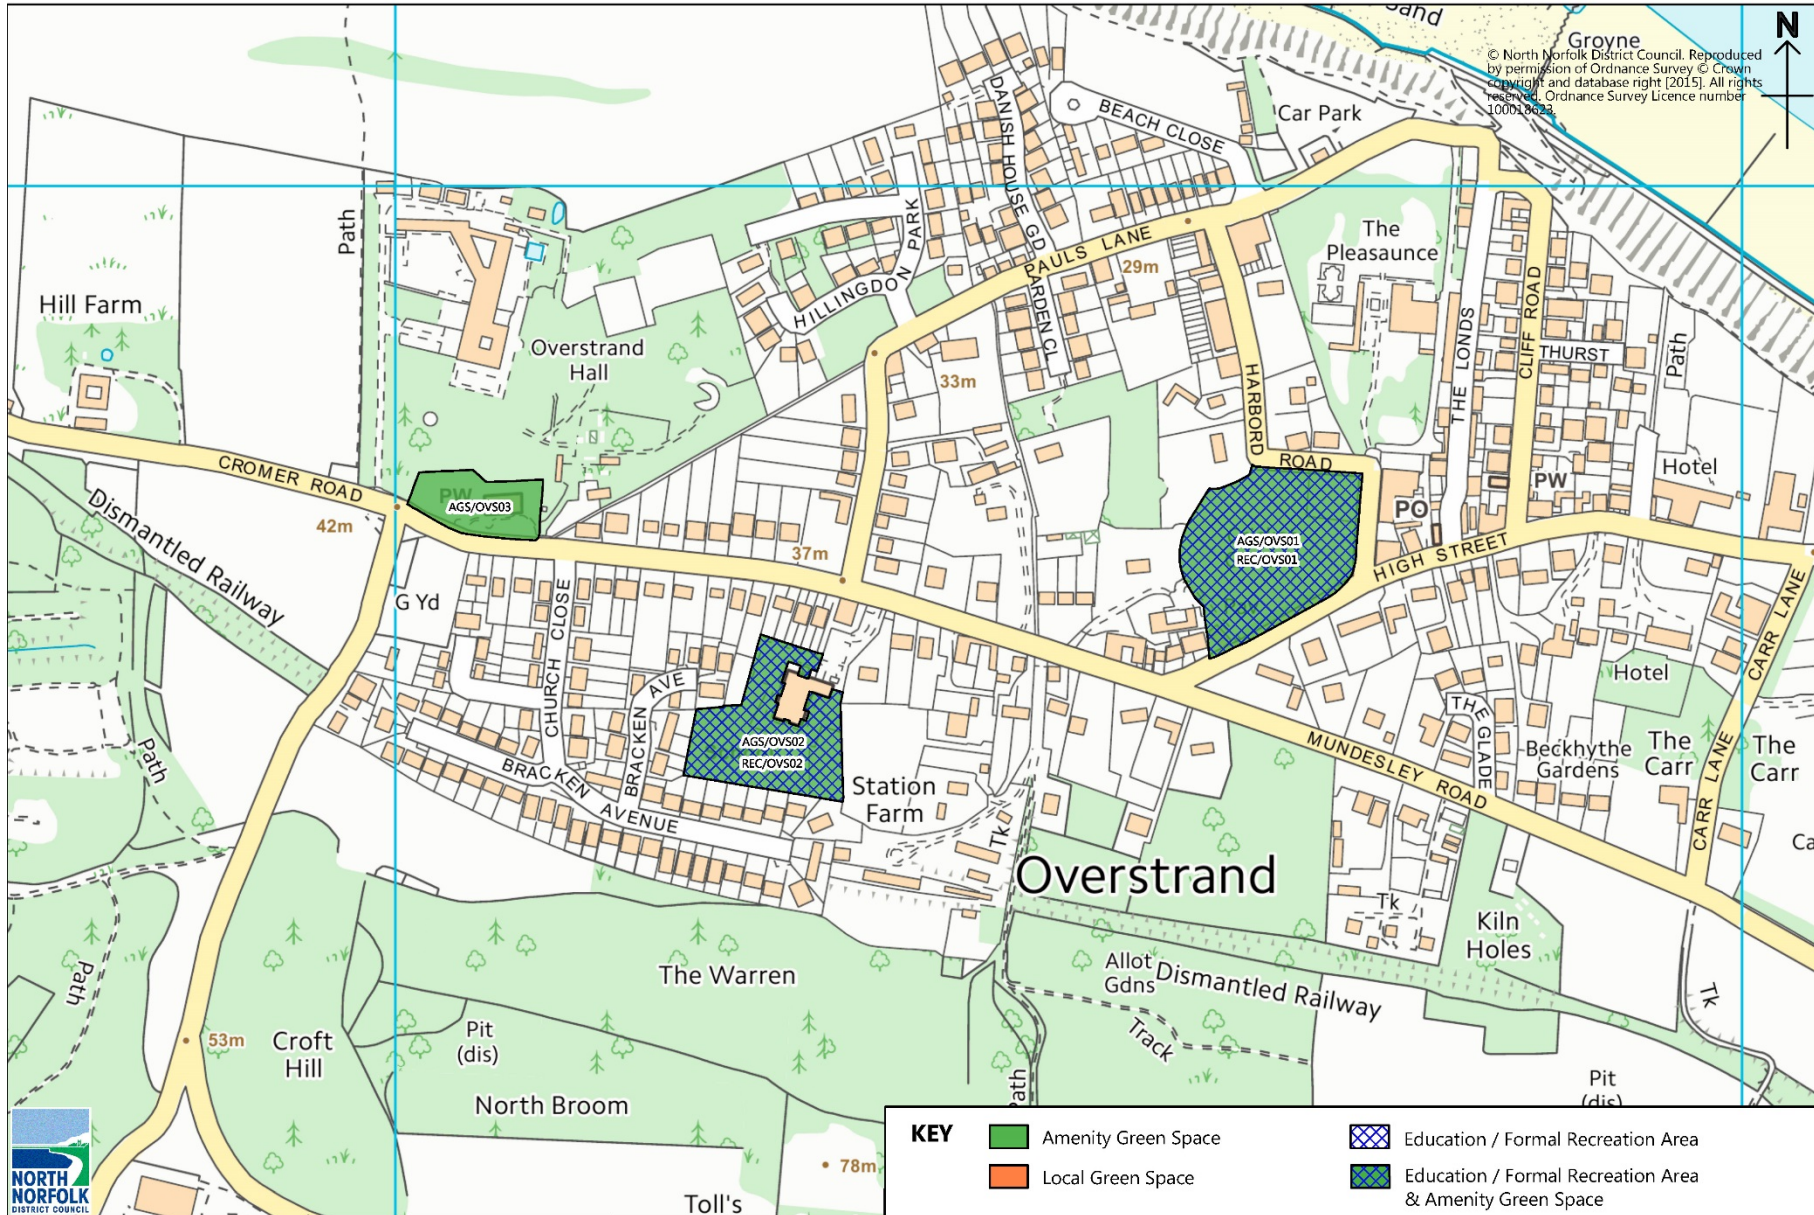 Sand
Groyne
N
© North Norfolk District Council. Reproduced
by permission of Ordnance Survey © Crown
copyright and database right [2015]. All rights
reserved. Ordnance Survey Licence number
100018623.
Car Park
BEACH CLOSE
DANISH HOUSE GD
Path
PARK
HILLINGDON
PAULS LANE
29m
GARDEN CL
The
Pleasaunce
THE LONDS
CLIFF ROAD
THURST
Path
Hill Farm
Overstrand
Hall
33m
HARBORD
ROAD
PO
PW
Hotel
CROMER ROAD
42m
PW
AGS/OVS03
Dismantled Railway
37m
AGS/OVS01
REC/OVS01
HIGH STREET
CARR LANE
G Yd
CHURCH CLOSE
BRACKEN AVE
AGS/OVS02
REC/OVS02
BRACKEN AVENUE
Station
Farm
Tk
MUNDESLEY ROAD
THE GLADE
Beckhythe
Gardens
Hotel
The
Carr
CARR LANE
The
Carr
Path
Overstrand
Ca
Tk
Kiln
Holes
Path
The Warren
Allot
Gdns
Dismantled Railway
Track
Tk
53m
Croft
Hill
Pit
(dis)
North Broom
Path
Pit
(dis)
78m
Toll's
NORTH
NORFOLK
DISTRICT COUNCIL
KEY
Amenity Green Space
Local Green Space
Education / Formal Recreation Area
Education / Formal Recreation Area
& Amenity Green Space